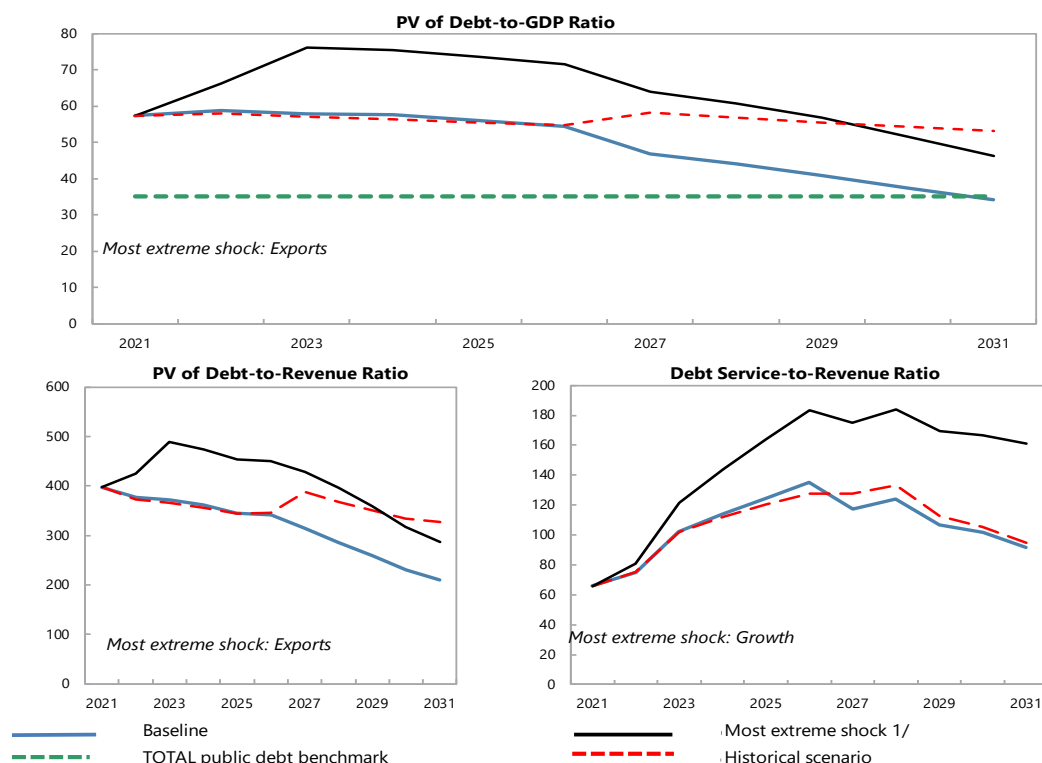 PV of Debt-to-GDP Ratio
80
70
60
50
40
30
20
10
0
Most extreme shock: Exports
2021 2023 2025 2027 2029 2031
PV of Debt-to-Revenue Ratio
600
500
400
300
200
100
0
Most extreme shock: Exports
2021 2023 2025 2027 2029 2031
Debt Service-to-Revenue Ratio
200
180
160
140
120
100
80
60
40
20
0
Most extreme shock: Growth
2021 2023 2025 2027 2029 2031
Baseline
Most extreme shock 1/
TOTAL public debt benchmark
Historical scenario